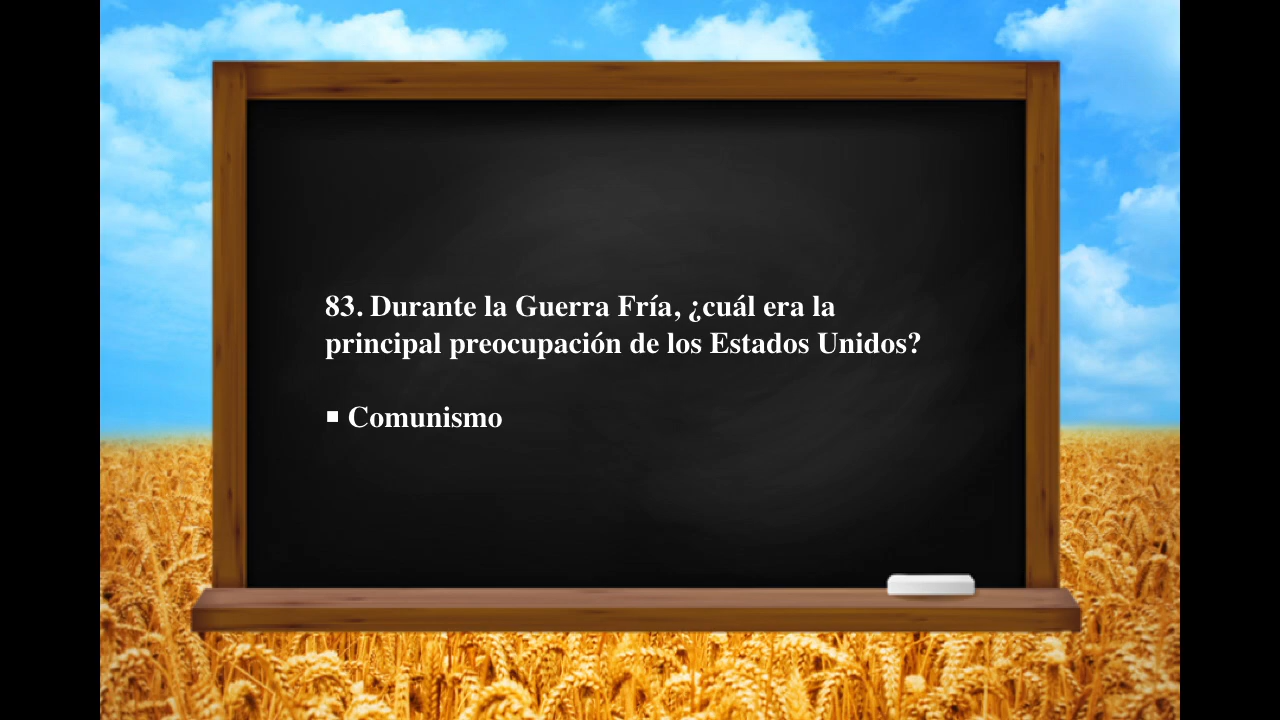 83. Durante la Guerra Fría, ¿cuál era la
principal preocupación de los Estados Unidos?
▪ Comunismo